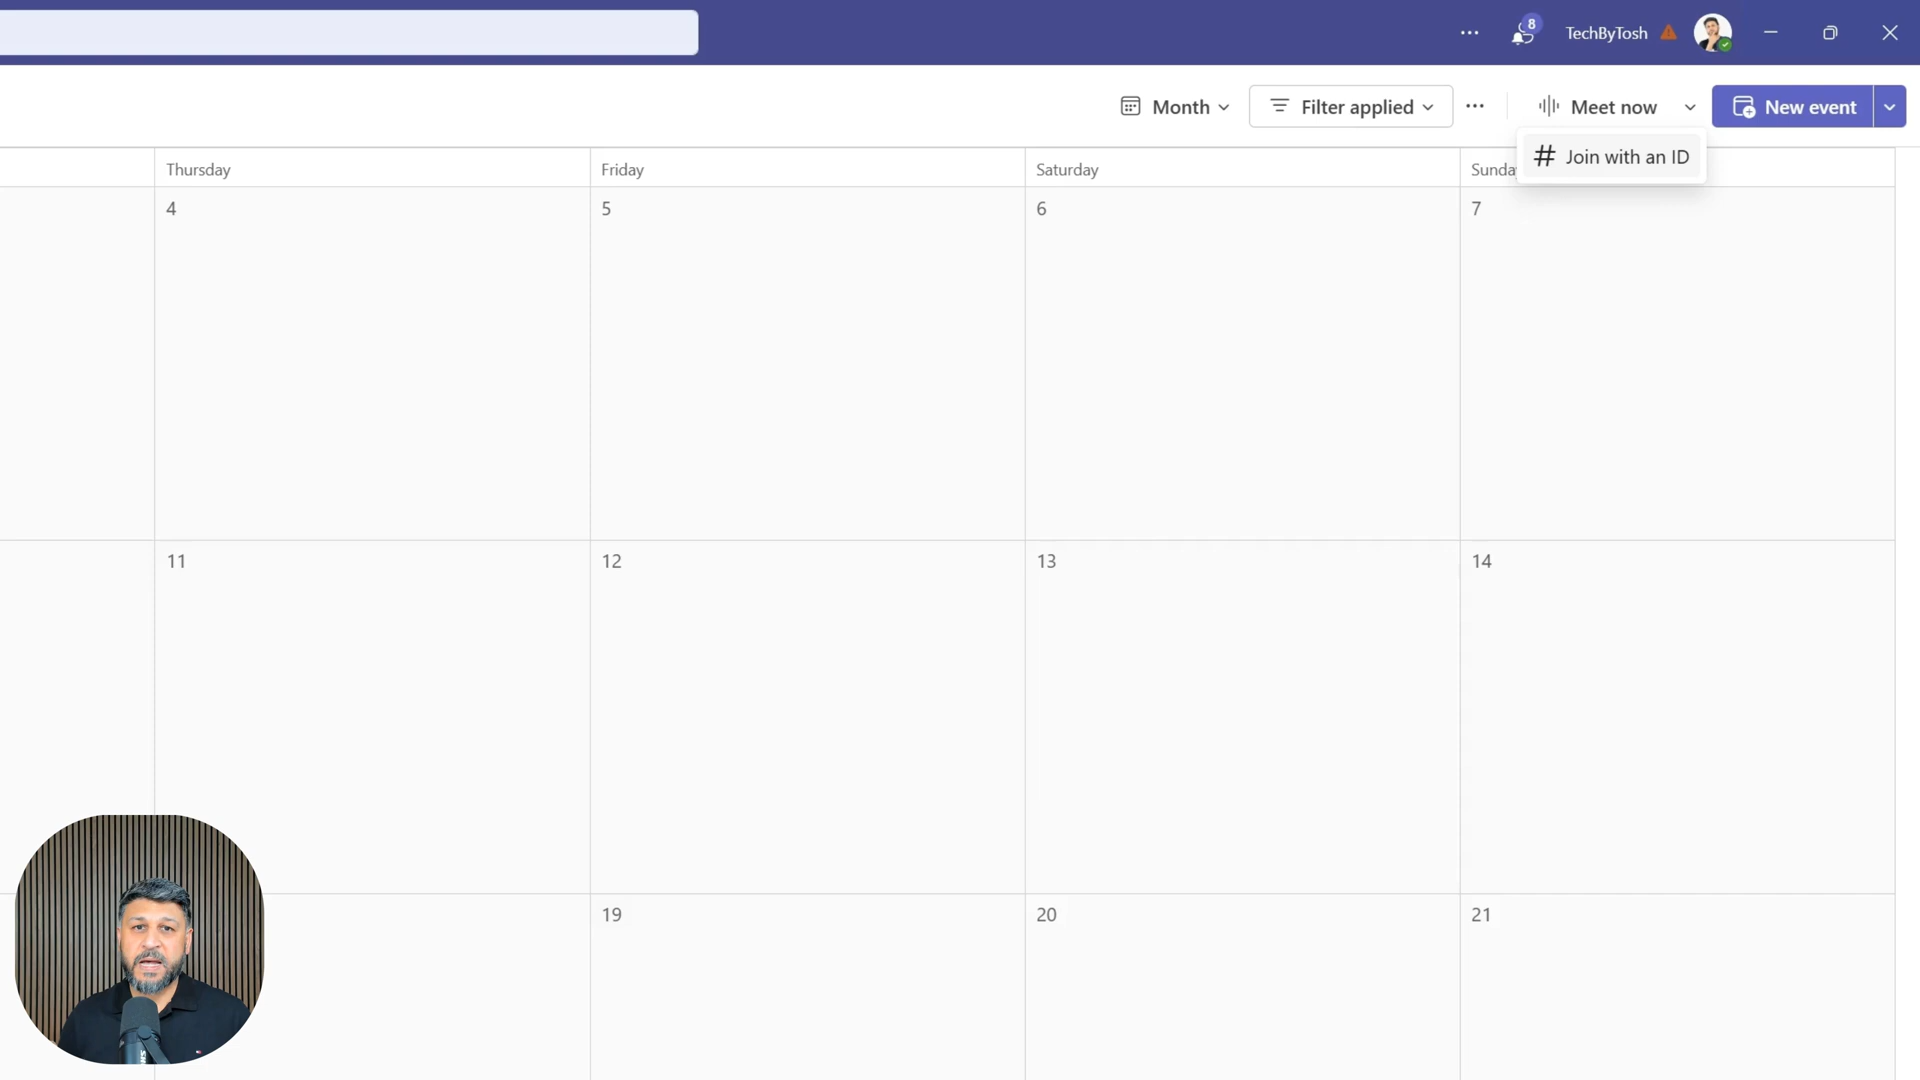 8
TechByTosh
Month
Filter applied
Meet now
New event
Join with an ID
Thursday
Friday
Saturday
Sunda
4
5
6
7
11
12
13
14
19
20
21